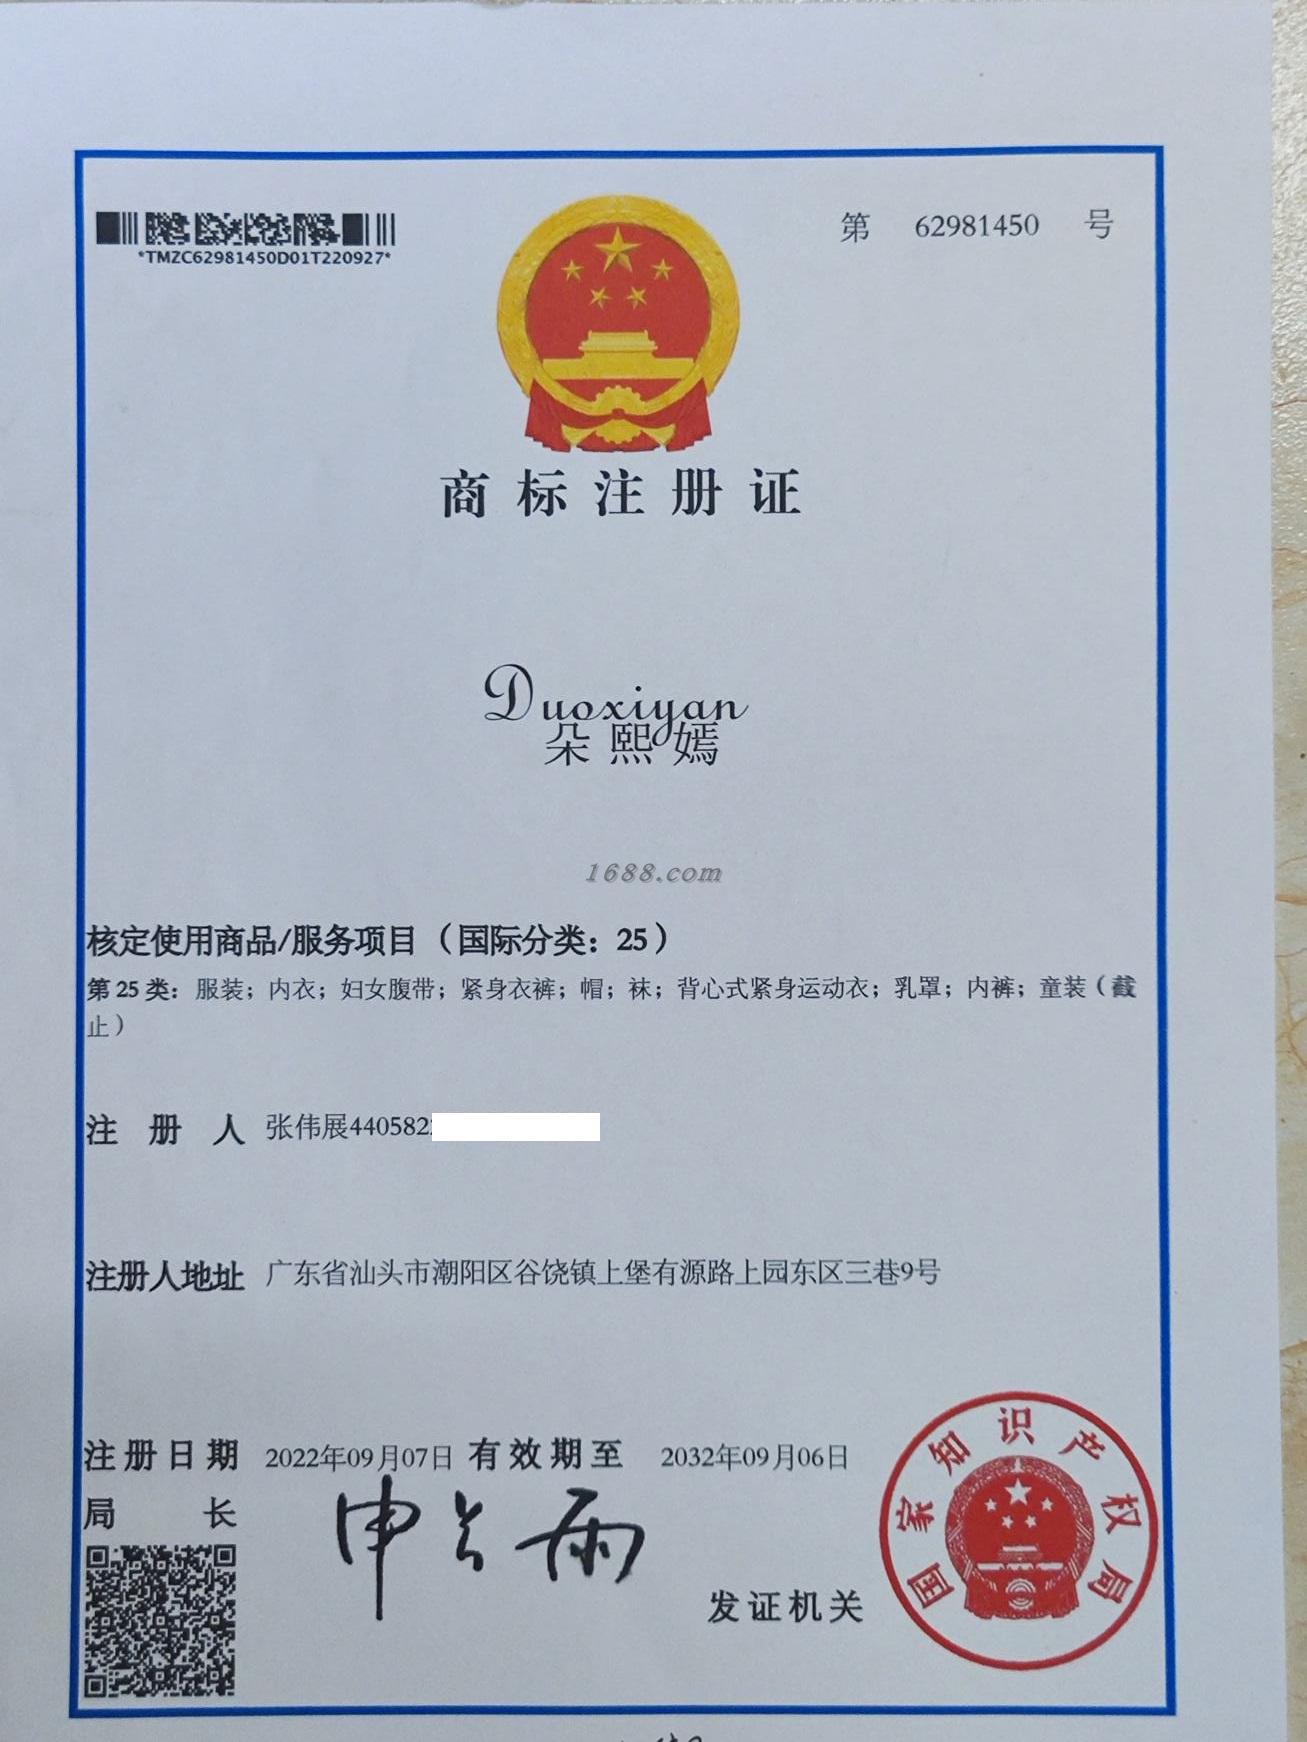 *TMZC62981450D01T220927*
第 62981450 号
商标注册证
Duoxiyan
朵熙嫣
1688.com
核定使用商品/服务项目（国际分类：25）
第25类：服装；内衣；妇女腹带；紧身衣裤；帽；袜；背心式紧身运动衣；乳罩；内裤；童装（截
止）
注册人 张伟展440582
注册人地址 广东省汕头市潮阳区谷饶镇上堡有源路上园东区三巷9号
注册日期 2022年09月07日 有效期至 2032年09月06日
局长 申长雨
发证机关
国家知识产权局